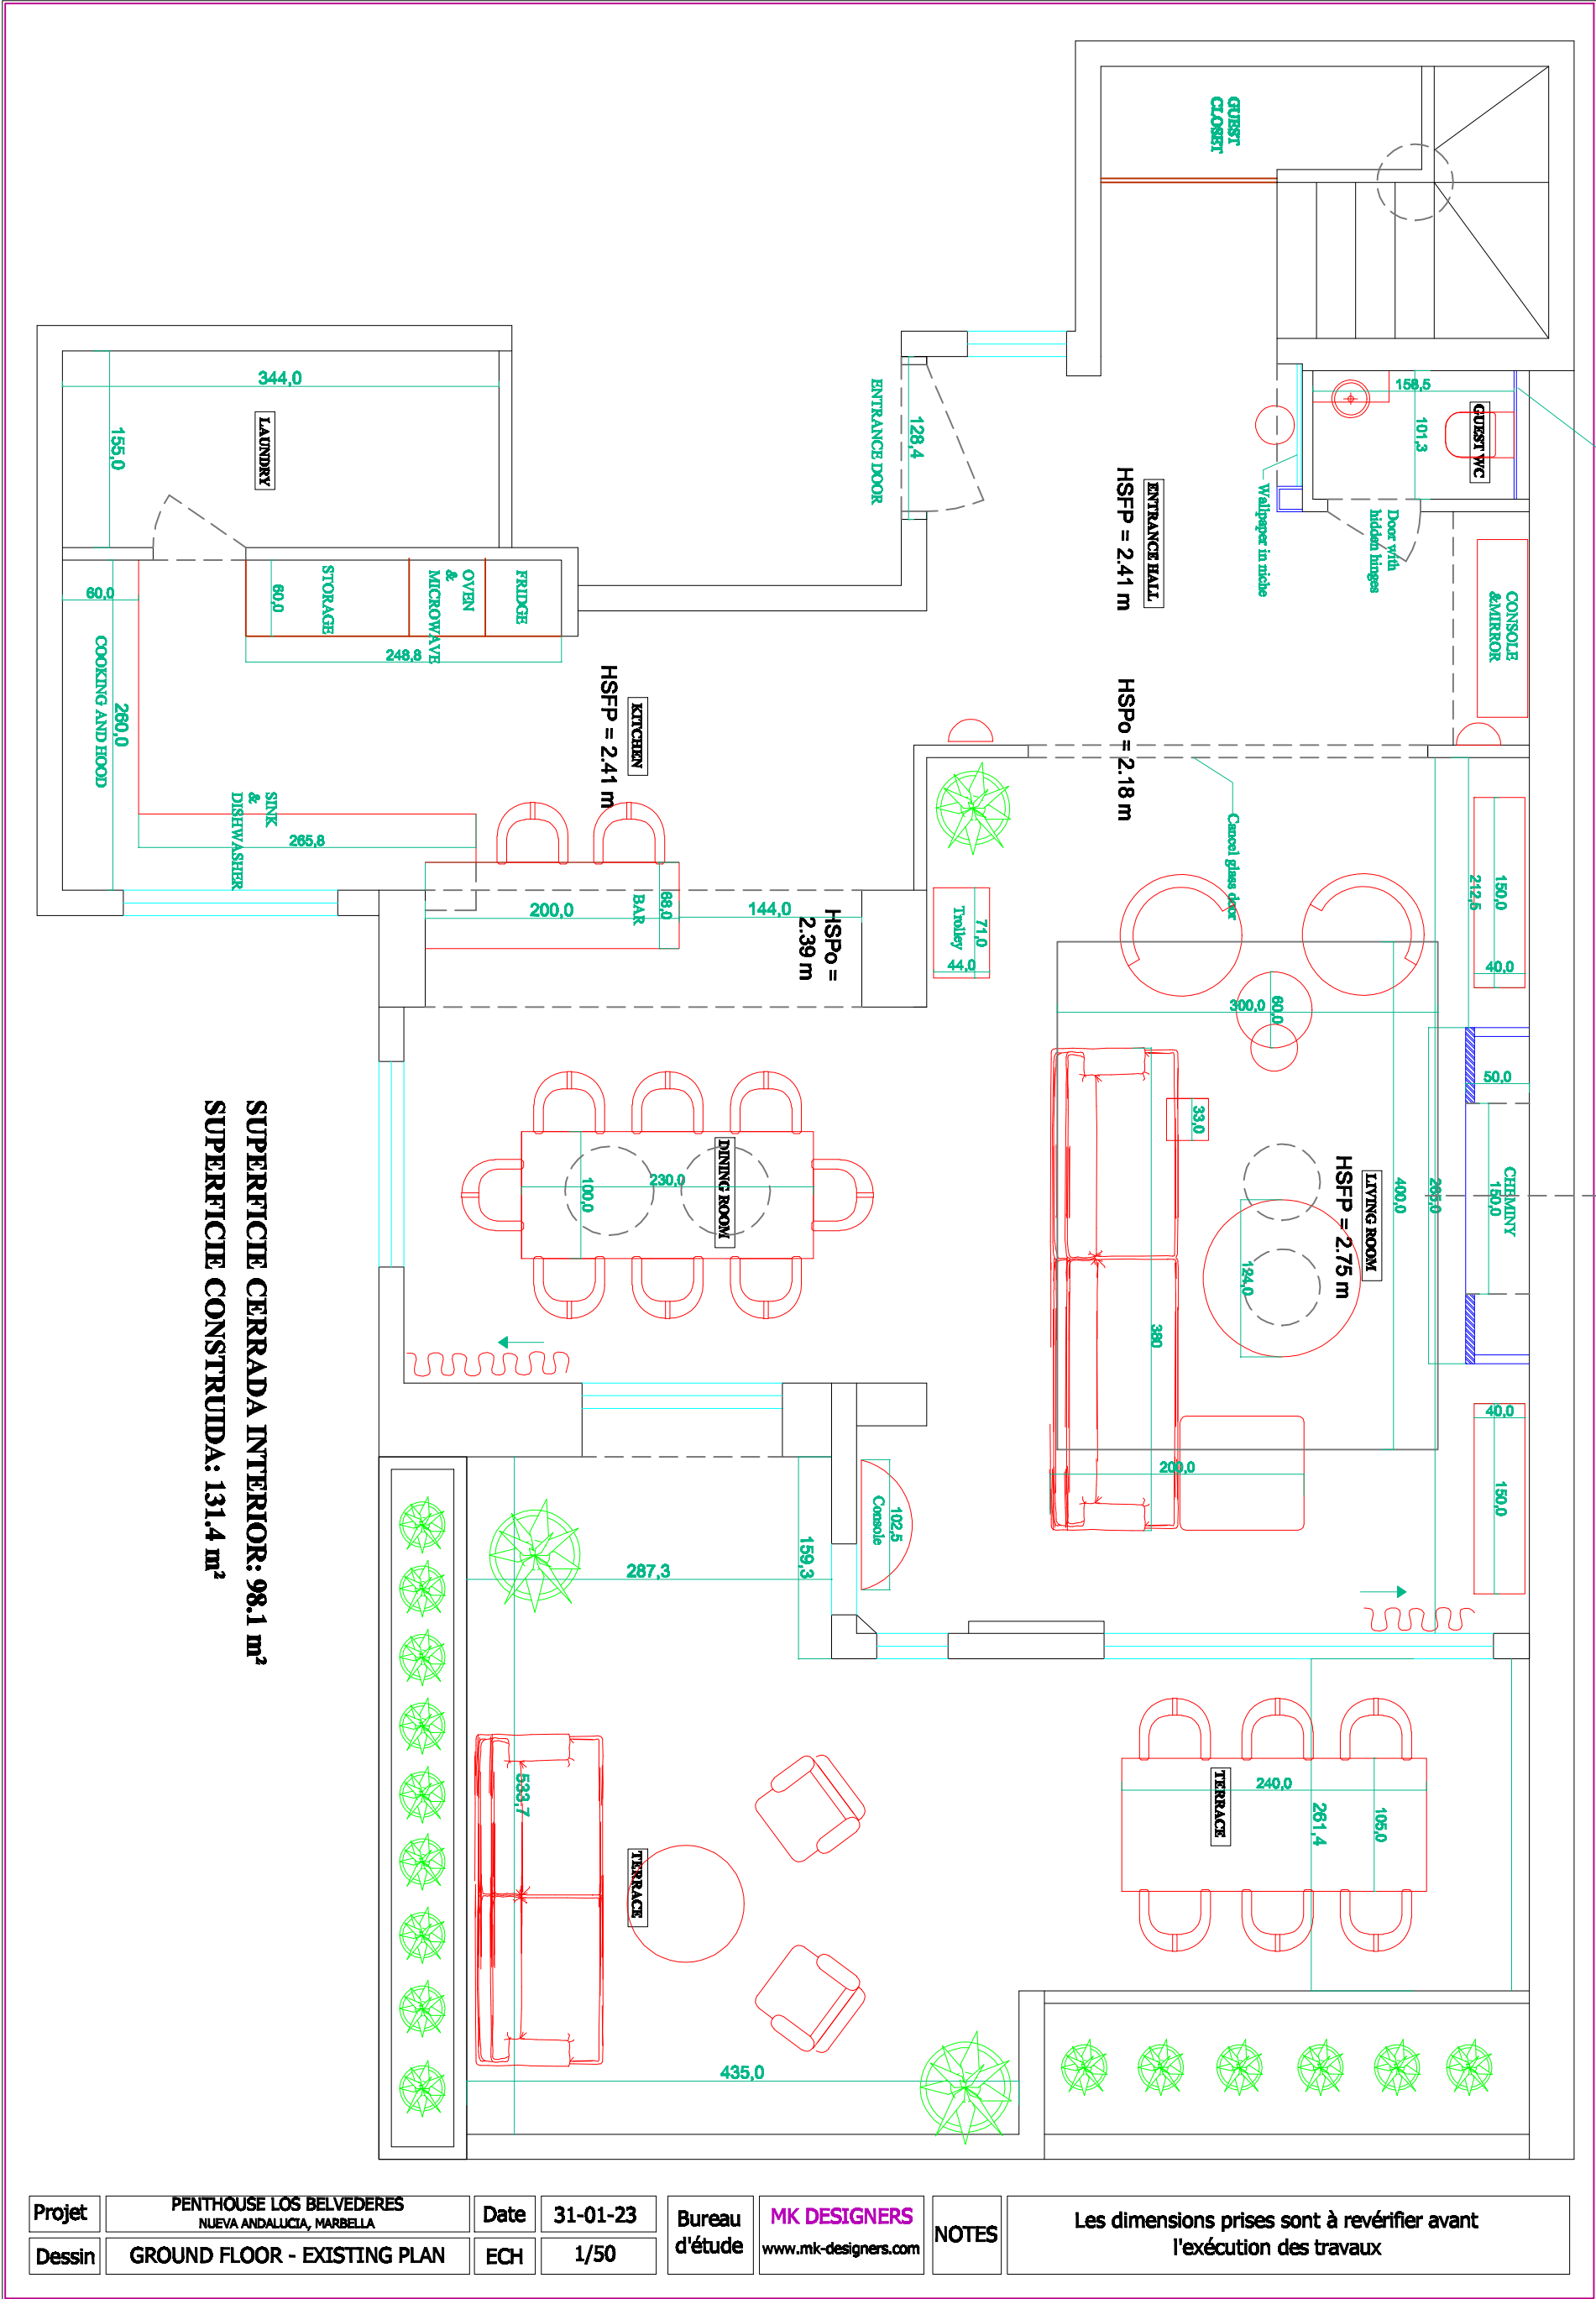 GUEST
CLOSET
344,0
LAUNDRY
155,0
ENTRANCE DOOR
128,4
158,5
101,3
GUEST WC
ENTRANCE HALL
HSFP = 2.41 m
Wallpaper in niche
Door with
hidden hinges
CONSOLE
&MIRROR
60,0
STORAGE
OVEN
&
MICROWAVE
FRIDGE
60,0
248,8
COOKING AND HOOD
260,0
KITCHEN
HSFP = 2.41 m
HSPo = 2.18 m
SINK
&
DISHWASHER
265,8
Cancel glass door
BAR
68,0
200,0
144,0
HSPo =
2.39 m
Trolley
71,0
44,0
212,5
150,0
40,0
300,0
60,0
50,0
33,0
CHEMINY
150,0
265,0
400,0
LIVING ROOM
HSFP = 2.75 m
124,0
380
DINING ROOM
230,0
100,0
SUPERFICIE CERRADA INTERIOR: 98.1 m²
SUPERFICIE CONSTRUIDA: 131.4 m²
40,0
150,0
200,0
102,5
Console
159,3
287,3
533,7
TERRACE
240,0
TERRACE
261,4
105,0
435,0
Projet
PENTHOUSE LOS BELVEDERES
NUEVA ANDALUCIA, MARBELLA
Date
31-01-23
Dessin
GROUND FLOOR - EXISTING PLAN
ECH
1/50
Bureau
d'étude
MK DESIGNERS
www.mk-designers.com
NOTES
Les dimensions prises sont à revérifier avant
l'exécution des travaux